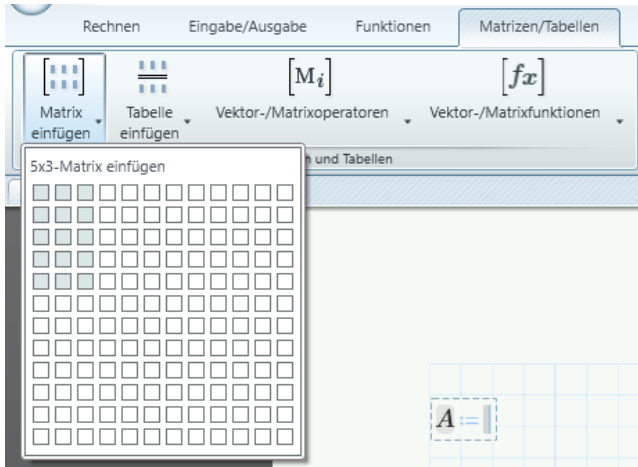 Rechnen Eingabe/Ausgabe Funktionen Matrizen/Tabellen
[M i] [fx]
Matrix einfügen
Tabelle einfügen
Vektor-/Matrixoperatoren
Vektor-/Matrixfunktionen
und Tabellen
5x3-Matrix einfügen
A :=